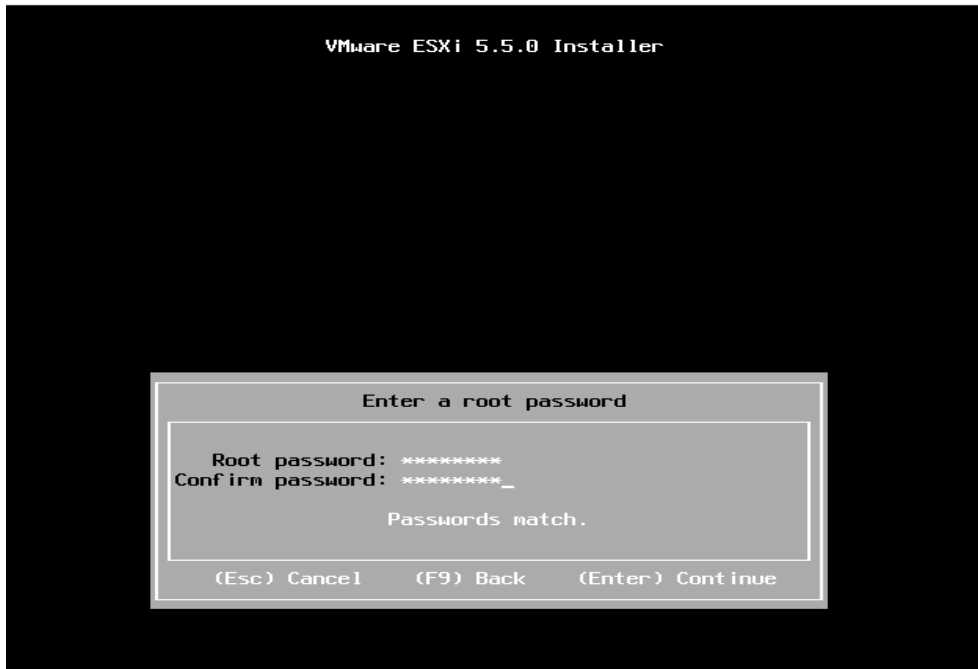 VMware ESXi 5.5.0 Installer
Enter a root password
Root password: ********
Confirm password: ********_
Passwords match.
(Esc) Cancel (F9) Back (Enter) Continue